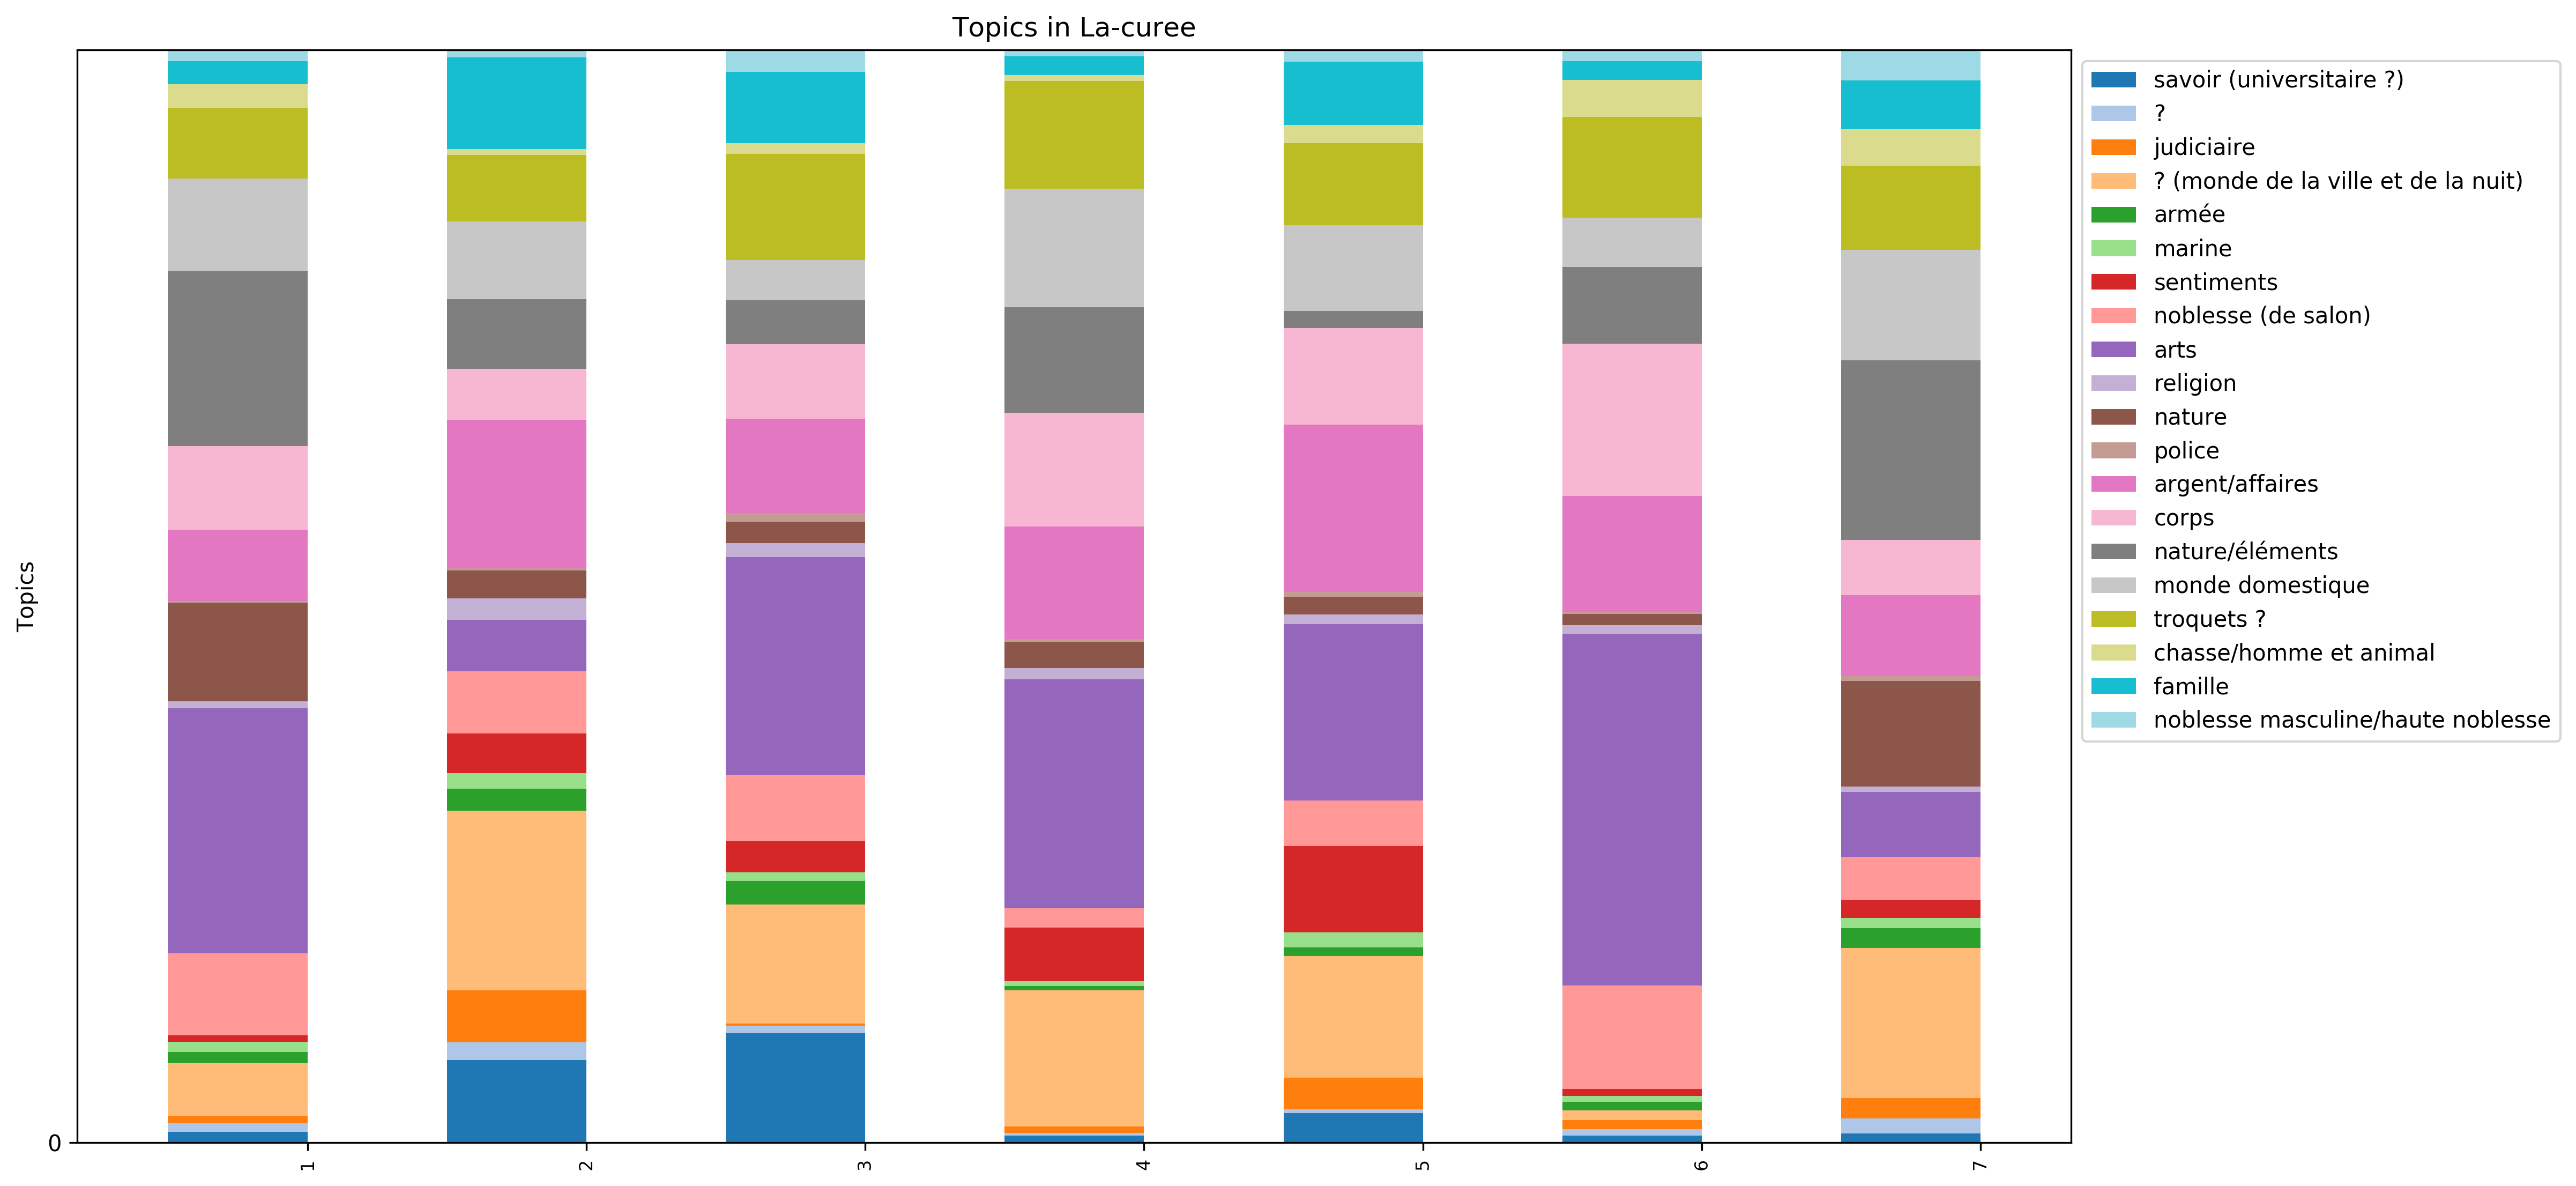 Topics in La-curee
Topics
0
1
2
3
4
5
6
7
savoir (universitaire ?)
?
judiciaire
? (monde de la ville et de la nuit)
armée
marine
sentiments
noblesse (de salon)
arts
religion
nature
police
argent/affaires
corps
nature/éléments
monde domestique
troquets ?
chasse/homme et animal
famille
noblesse masculine/haute noblesse